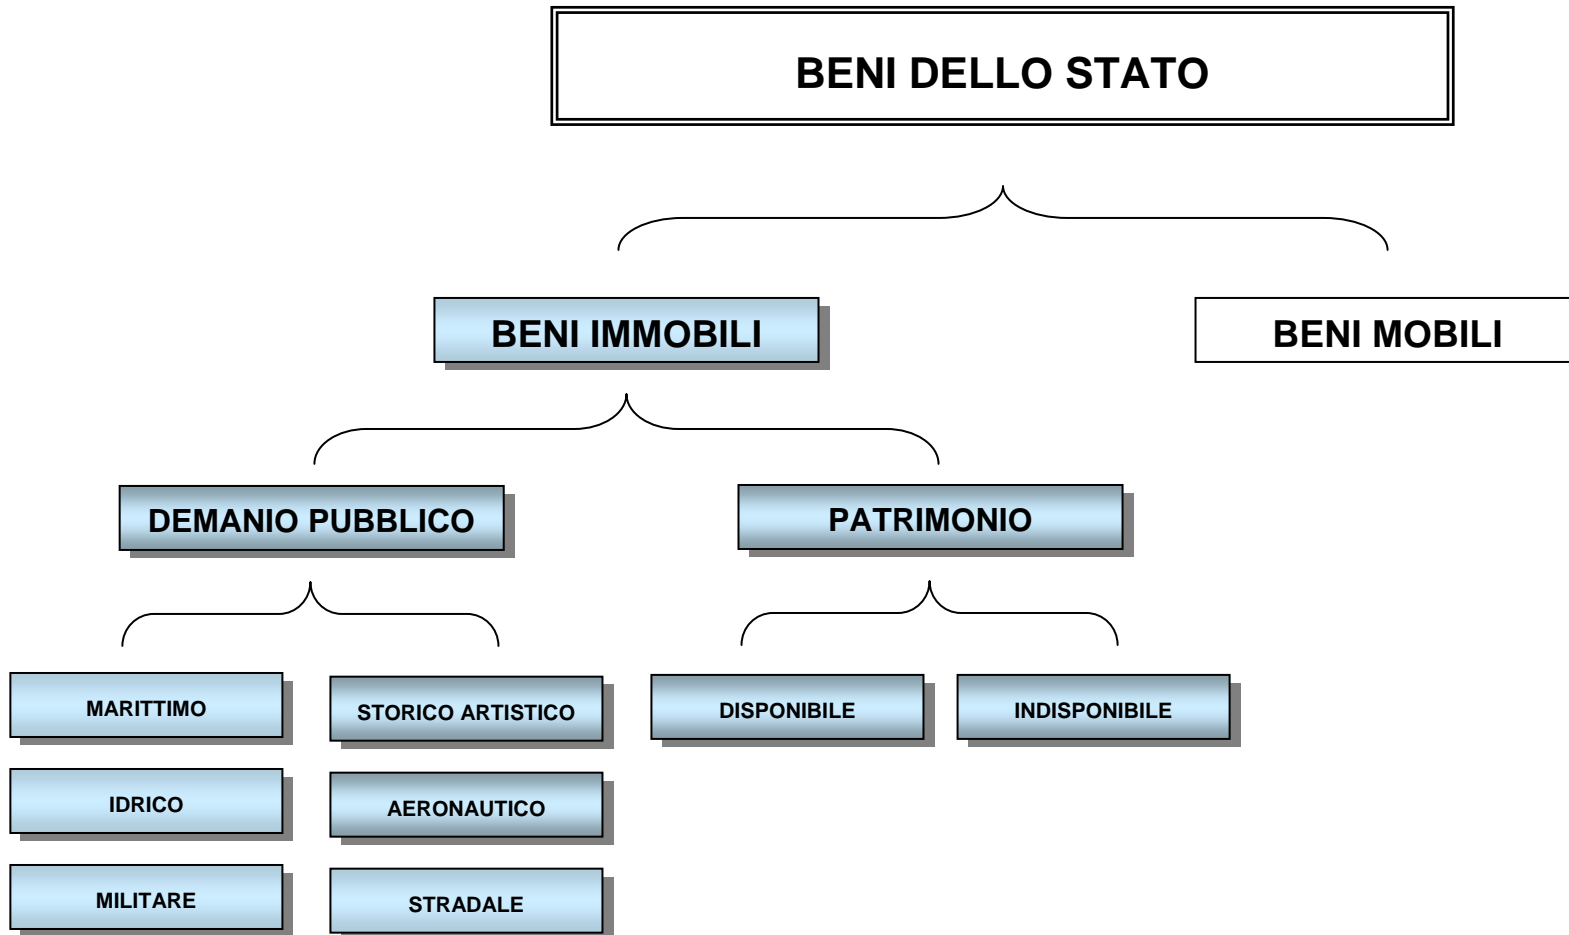 BENI DELLO STATO
BENI IMMOBILI
BENI MOBILI
DEMANIO PUBBLICO
PATRIMONIO
MARITTIMO
STORICO ARTISTICO
DISPONIBILE
INDISPONIBILE
IDRICO
AERONAUTICO
MILITARE
STRADALE